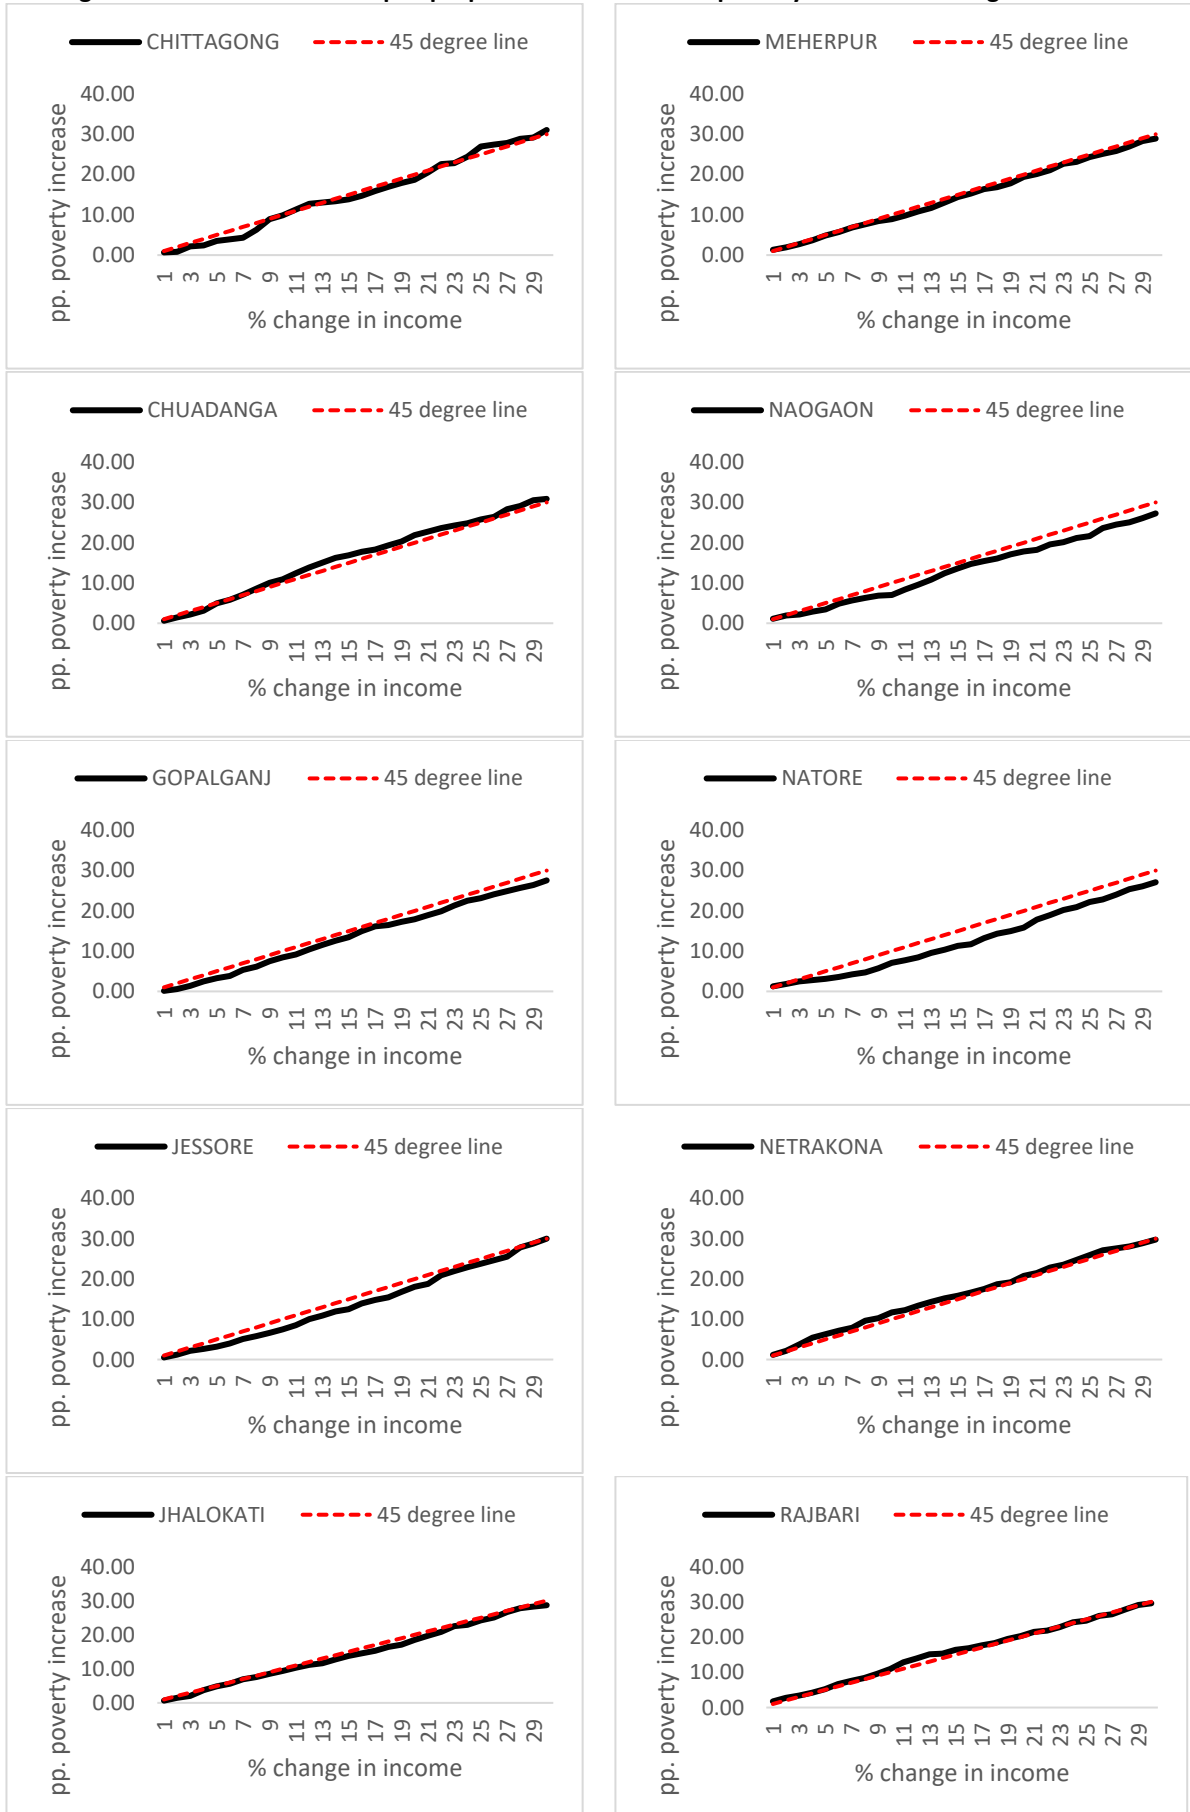 CHITTAGONG 45 degree line
pp. poverty increase
40.00
30.00
20.00
10.00
0.00
1 3 5 7 9 11 13 15 17 19 21 23 25 27 29
% change in income
MEHERPUR 45 degree line
pp. poverty increase
40.00
30.00
20.00
10.00
0.00
1 3 5 7 9 11 13 15 17 19 21 23 25 27 29
% change in income
CHUADANGA 45 degree line
pp. poverty increase
40.00
30.00
20.00
10.00
0.00
1 3 5 7 9 11 13 15 17 19 21 23 25 27 29
% change in income
NAOGAON 45 degree line
pp. poverty increase
40.00
30.00
20.00
10.00
0.00
1 3 5 7 9 11 13 15 17 19 21 23 25 27 29
% change in income
GOPALGANJ 45 degree line
pp. poverty increase
40.00
30.00
20.00
10.00
0.00
1 3 5 7 9 11 13 15 17 19 21 23 25 27 29
% change in income
NATORE 45 degree line
pp. poverty increase
40.00
30.00
20.00
10.00
0.00
1 3 5 7 9 11 13 15 17 19 21 23 25 27 29
% change in income
JESSORE 45 degree line
pp. poverty increase
40.00
30.00
20.00
10.00
0.00
1 3 5 7 9 11 13 15 17 19 21 23 25 27 29
% change in income
NETRAKONA 45 degree line
pp. poverty increase
40.00
30.00
20.00
10.00
0.00
1 3 5 7 9 11 13 15 17 19 21 23 25 27 29
% change in income
JHALOKATI 45 degree line
pp. poverty increase
40.00
30.00
20.00
10.00
0.00
1 3 5 7 9 11 13 15 17 19 21 23 25 27 29
% change in income
RAJBARI 45 degree line
pp. poverty increase
40.00
30.00
20.00
10.00
0.00
1 3 5 7 9 11 13 15 17 19 21 23 25 27 29
% change in income